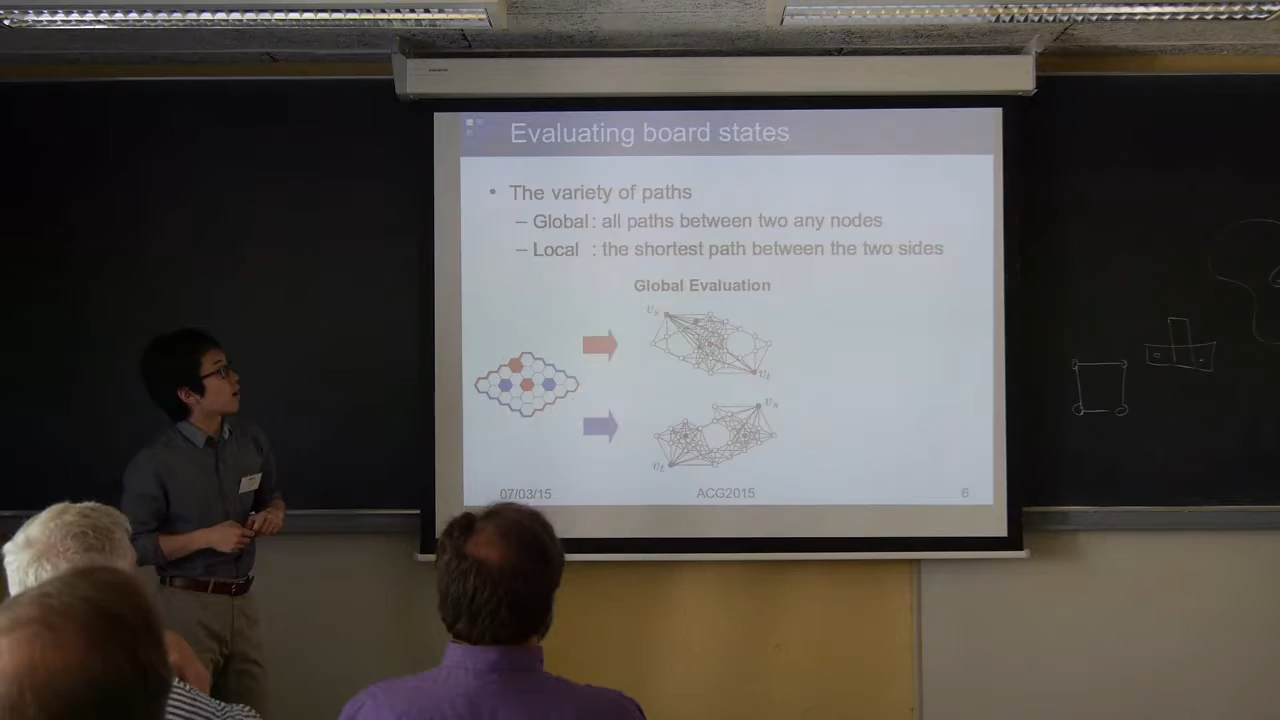 Evaluating board states
• The variety of paths
– Global : all paths between two any nodes
– Local : the shortest path between the two sides
Global Evaluation
07/03/15
ACG2015
6